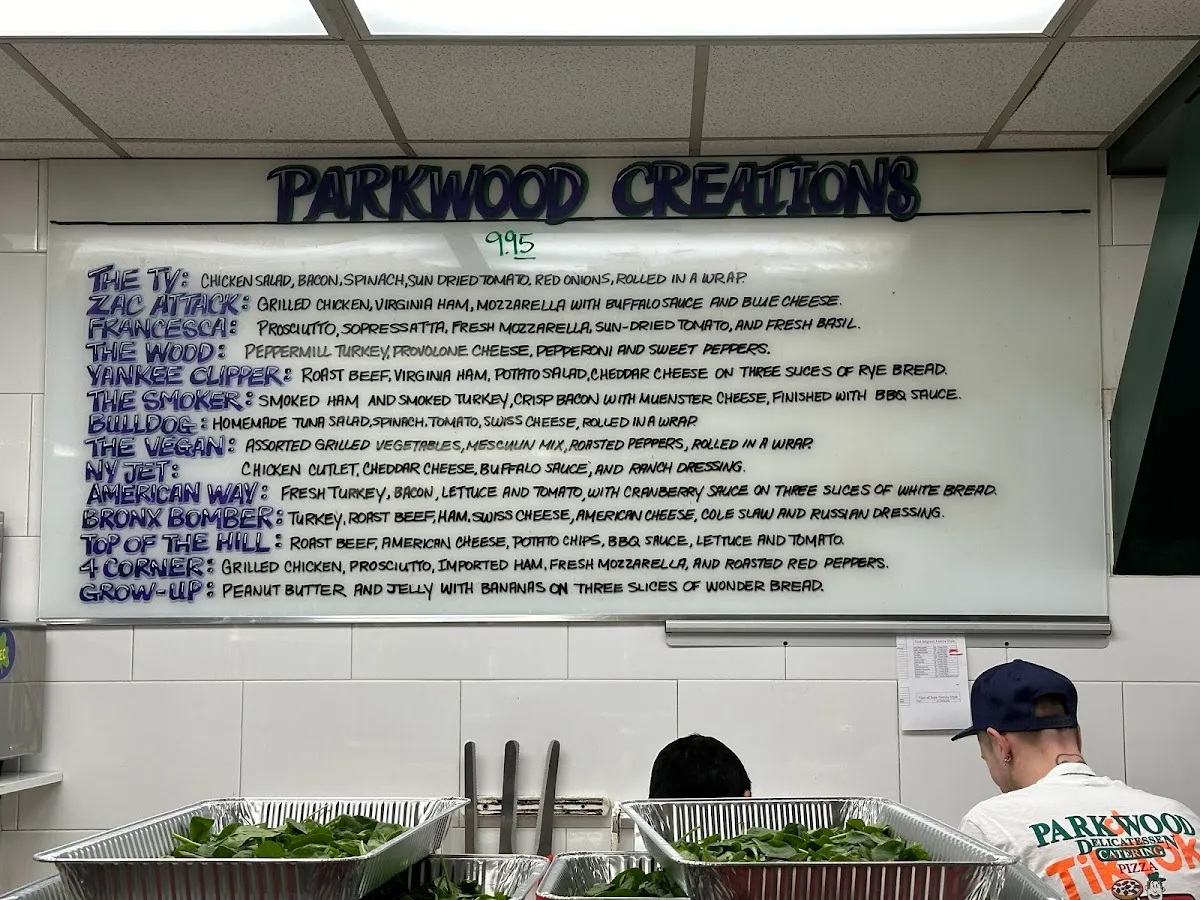 PARKWOOD CREATIONS
9.95
THE TY: CHICKEN SALAD, BACON, SPINACH, SUN DRIED TOMATO. RED ONIONS, ROLLED IN A WRAP.
ZAC ATTACK: GRILLED CHICKEN, VIRGINIA HAM, MOZZARELLA WITH BUFFALO SAUCE AND BLUE CHEESE.
FRANCESCA: PROSCIUTTO, SOPRESSATTA, FRESH MOZZARELLA, SUN-DRIED TOMATO, AND FRESH BASIL.
THE WOOD: PEPPERMILL TURKEY, PROVOLONE CHEESE, PEPPERONI AND SWEET PEPPERS.
YANKEE CLIPPER: ROAST BEEF, VIRGINIA HAM, POTATO SALAD, CHEDDAR CHEESE ON THREE SLICES OF RYE BREAD.
THE SMOKER: SMOKED HAM AND SMOKED TURKEY, CRISP BACON WITH MUENSTER CHEESE, FINISHED WITH BBQ SAUCE.
BULLDOG: HOMEMADE TUNA SALAD, SPINACH. TOMATO, SWISS CHEESE, ROLLED IN A WRAP.
THE VEGAN: ASSORTED GRILLED VEGETABLES, MESCULIN MIX, ROASTED PEPPERS, ROLLED IN A WRAP.
NY JET: CHICKEN CUTLET, CHEDDAR CHEESE, BUFFALO SAUCE, AND RANCH DRESSING.
AMERICAN WAY: FRESH TURKEY, BACON, LETTUCE AND TOMATO, WITH CRANBERRY SAUCE ON THREE SLICES OF WHITE BREAD.
BRONX BOMBER: TURKEY, ROAST BEEF, HAM, SWISS CHEESE, AMERICAN CHEESE, COLE SLAW AND RUSSIAN DRESSING.
TOP OF THE HILL: ROAST BEEF, AMERICAN CHEESE, POTATO CHIPS, BBQ SAUCE, LETTUCE AND TOMATO.
4 CORNER: GRILLED CHICKEN, PROSCIUTTO, IMPORTED HAM, FRESH MOZZARELLA, AND ROASTED RED PEPPERS.
GROW-UP: PEANUT BUTTER AND JELLY WITH BANANAS ON THREE SLICES OF WONDER BREAD.
PARKWOOD
DELICATESSEN
CATERING
PIZZA